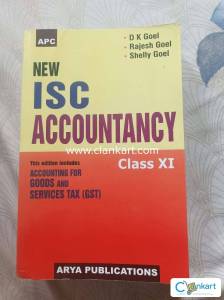 APC
• D K Goel
• Rajesh Goel
• Shelly Goel
NEW
ISC
ACCOUNTANCY
www.clankart.com
Class XI
This edition includes
ACCOUNTING FOR
GOODS AND
SERVICES TAX (GST)
ARYA PUBLICATIONS
Clankart